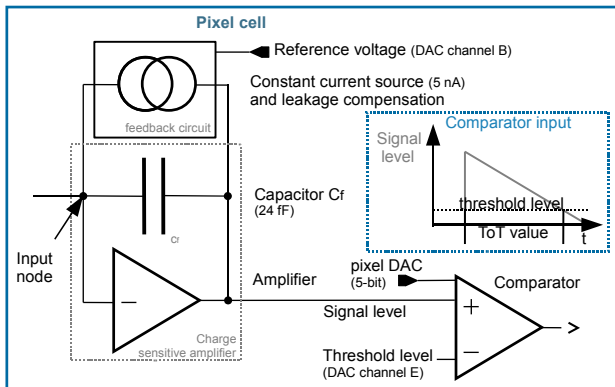 Pixel cell
Reference voltage (DAC channel B)
Constant current source (5 nA)
and leakage compensation
feedback circuit
Comparator input
Signal
level
threshold level
ToT value
t
Capacitor Cf
(24 fF)
Cf
Input
node
Amplifier
pixel DAC
(5-bit)
Comparator
Signal level
+
−
−
Charge
sensitive amplifier
Threshold level
(DAC channel E)